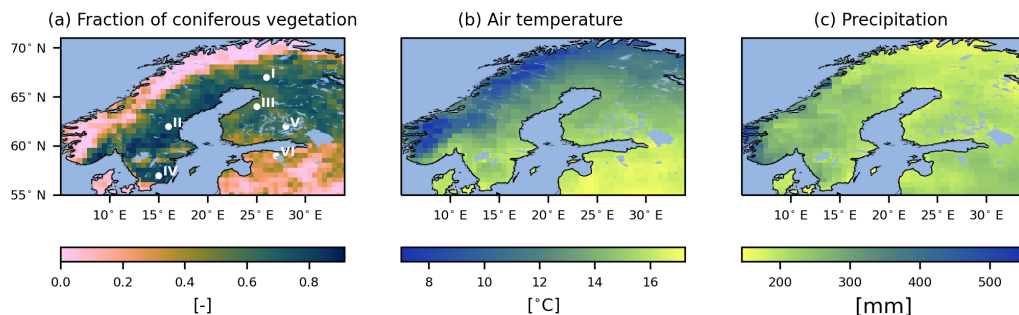 (a) Fraction of coniferous vegetation
(b) Air temperature
(c) Precipitation
70° N
65° N
60° N
55° N
I
II
III
V
VI
IV
10° E 15° E 20° E 25° E 30° E
10° E 15° E 20° E 25° E 30° E
10° E 15° E 20° E 25° E 30° E
0.0 0.2 0.4 0.6 0.8
8 10 12 14 16
200 300 400 500
[-]
[°C]
[mm]